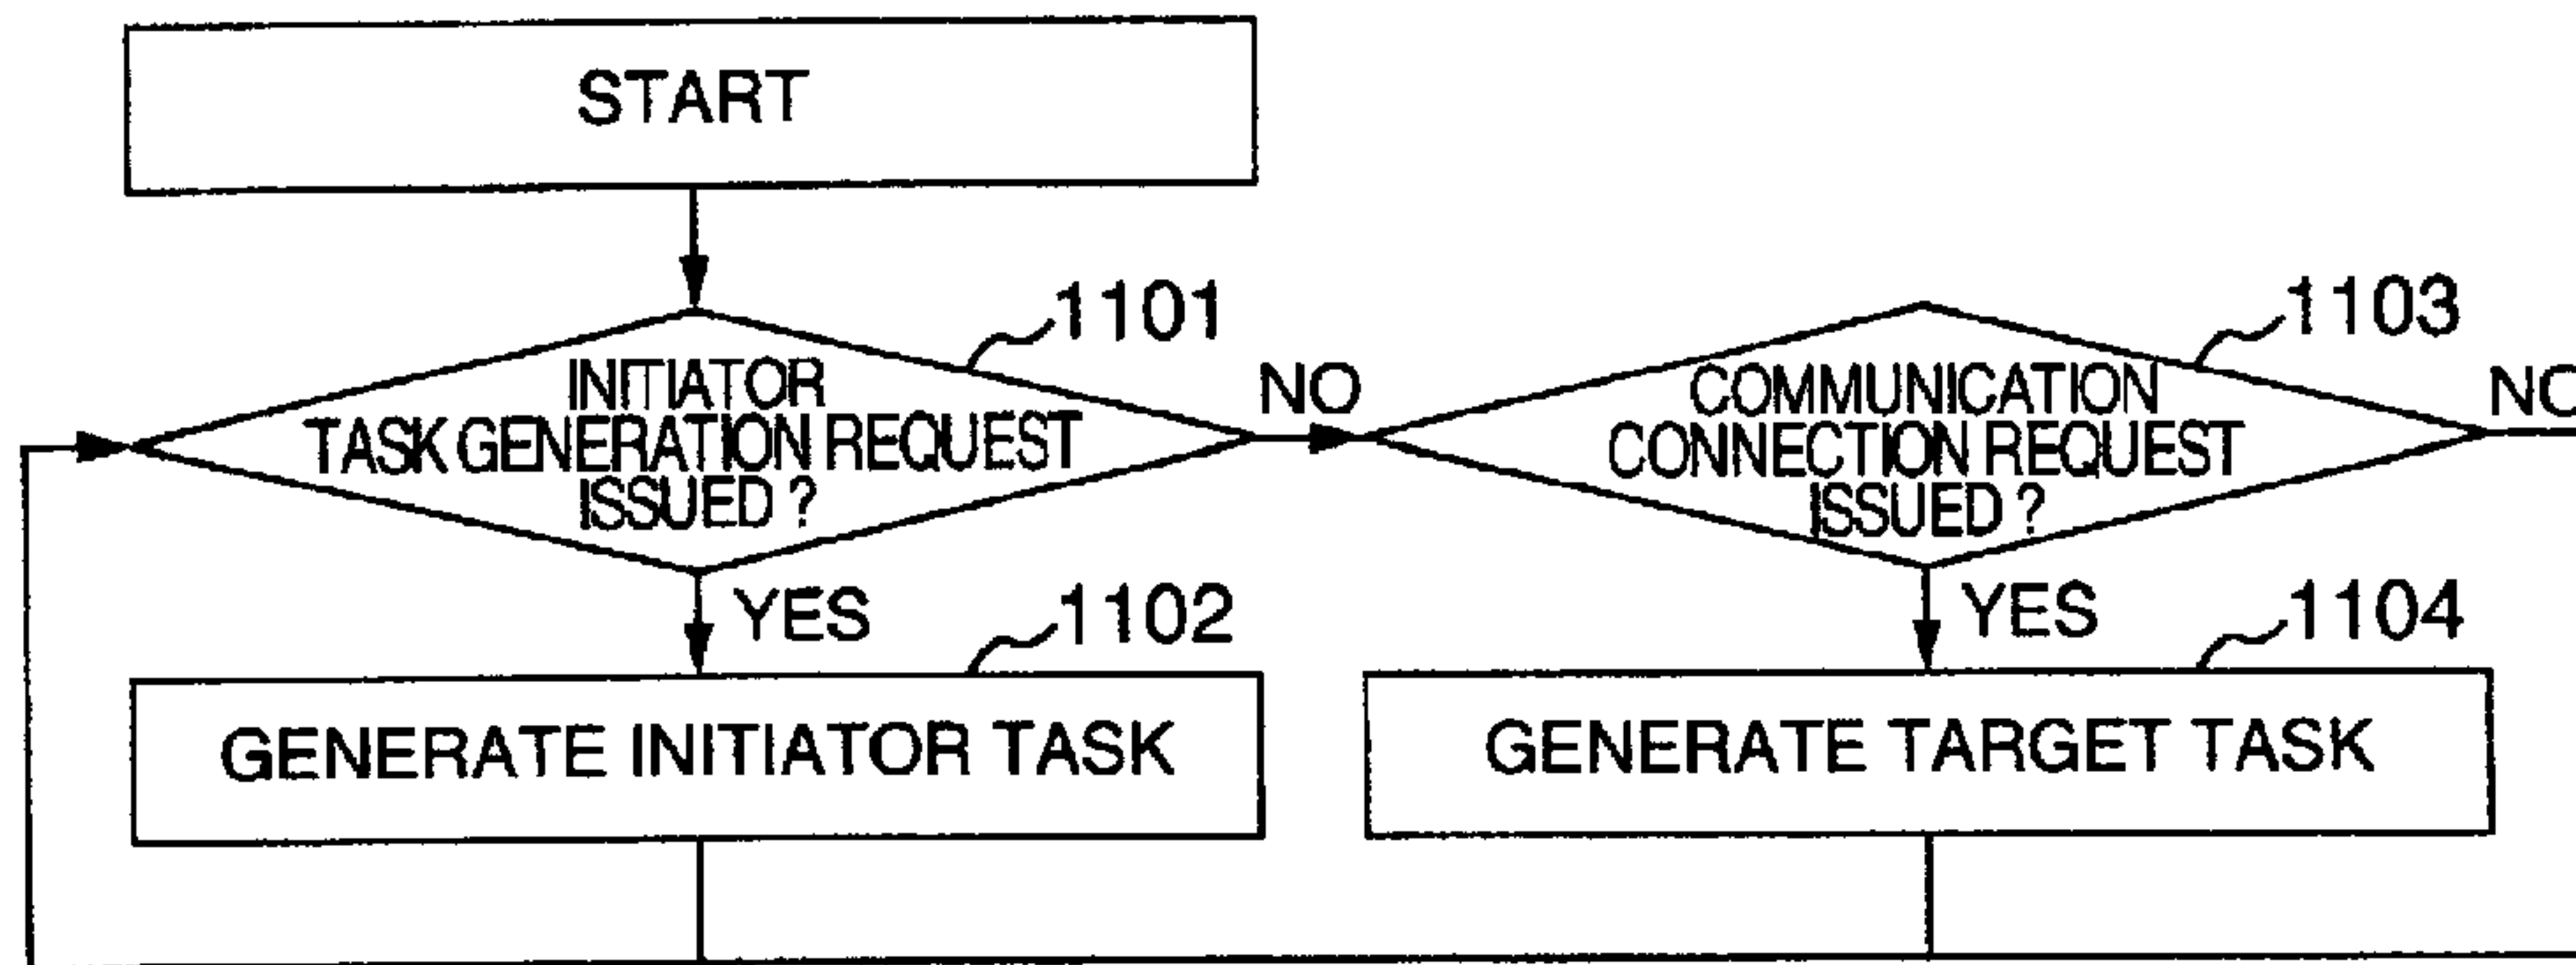 START
1101
INITIATOR
TASK GENERATION REQUEST
ISSUED ?
NO
1103
COMMUNICATION
CONNECTION REQUEST
ISSUED ?
NO
YES
1102
GENERATE INITIATOR TASK
YES
1104
GENERATE TARGET TASK